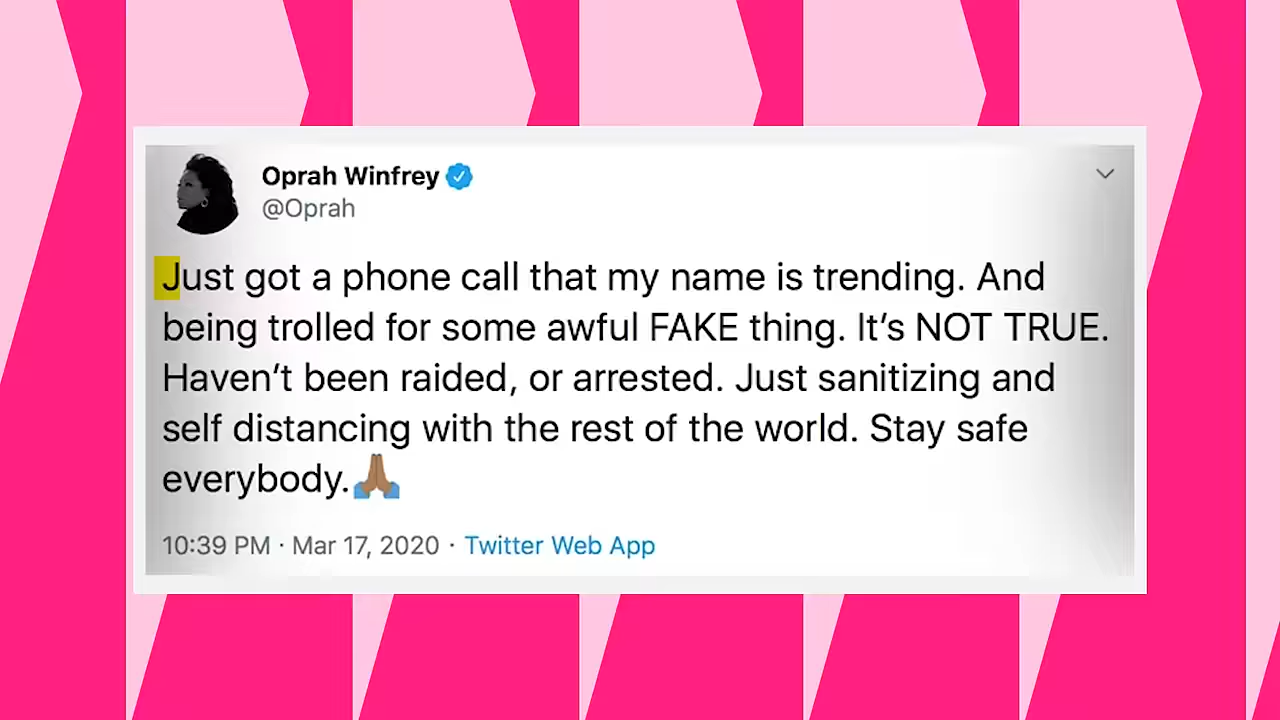 Oprah Winfrey
@Oprah
Just got a phone call that my name is trending. And
being trolled for some awful FAKE thing. It’s NOT TRUE.
Haven’t been raided, or arrested. Just sanitizing and
self distancing with the rest of the world. Stay safe
everybody.🙏🏽
10:39 PM · Mar 17, 2020 · Twitter Web App